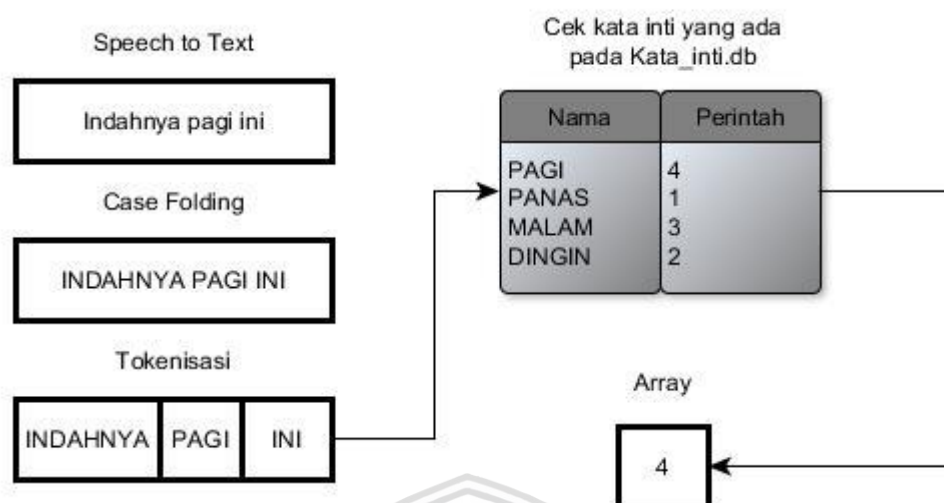 Speech to Text
Indahnya pagi ini
Case Folding
INDAHNYA PAGI INI
Tokenisasi
INDAHNYA PAGI INI
Cek kata inti yang ada
pada Kata_inti.db
Nama Perintah
PAGI 4
PANAS 1
MALAM 3
DINGIN 2
Array
4